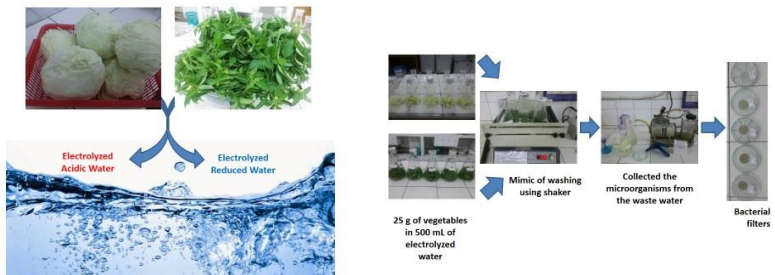 Electrolyzed
Acidic Water
Electrolyzed
Reduced Water
25 g of vegetables
in 500 mL of
electrolyzed
water
Mimic of washing
using shaker
Collected the
microorganisms from
the waste water
Bacterial
filters